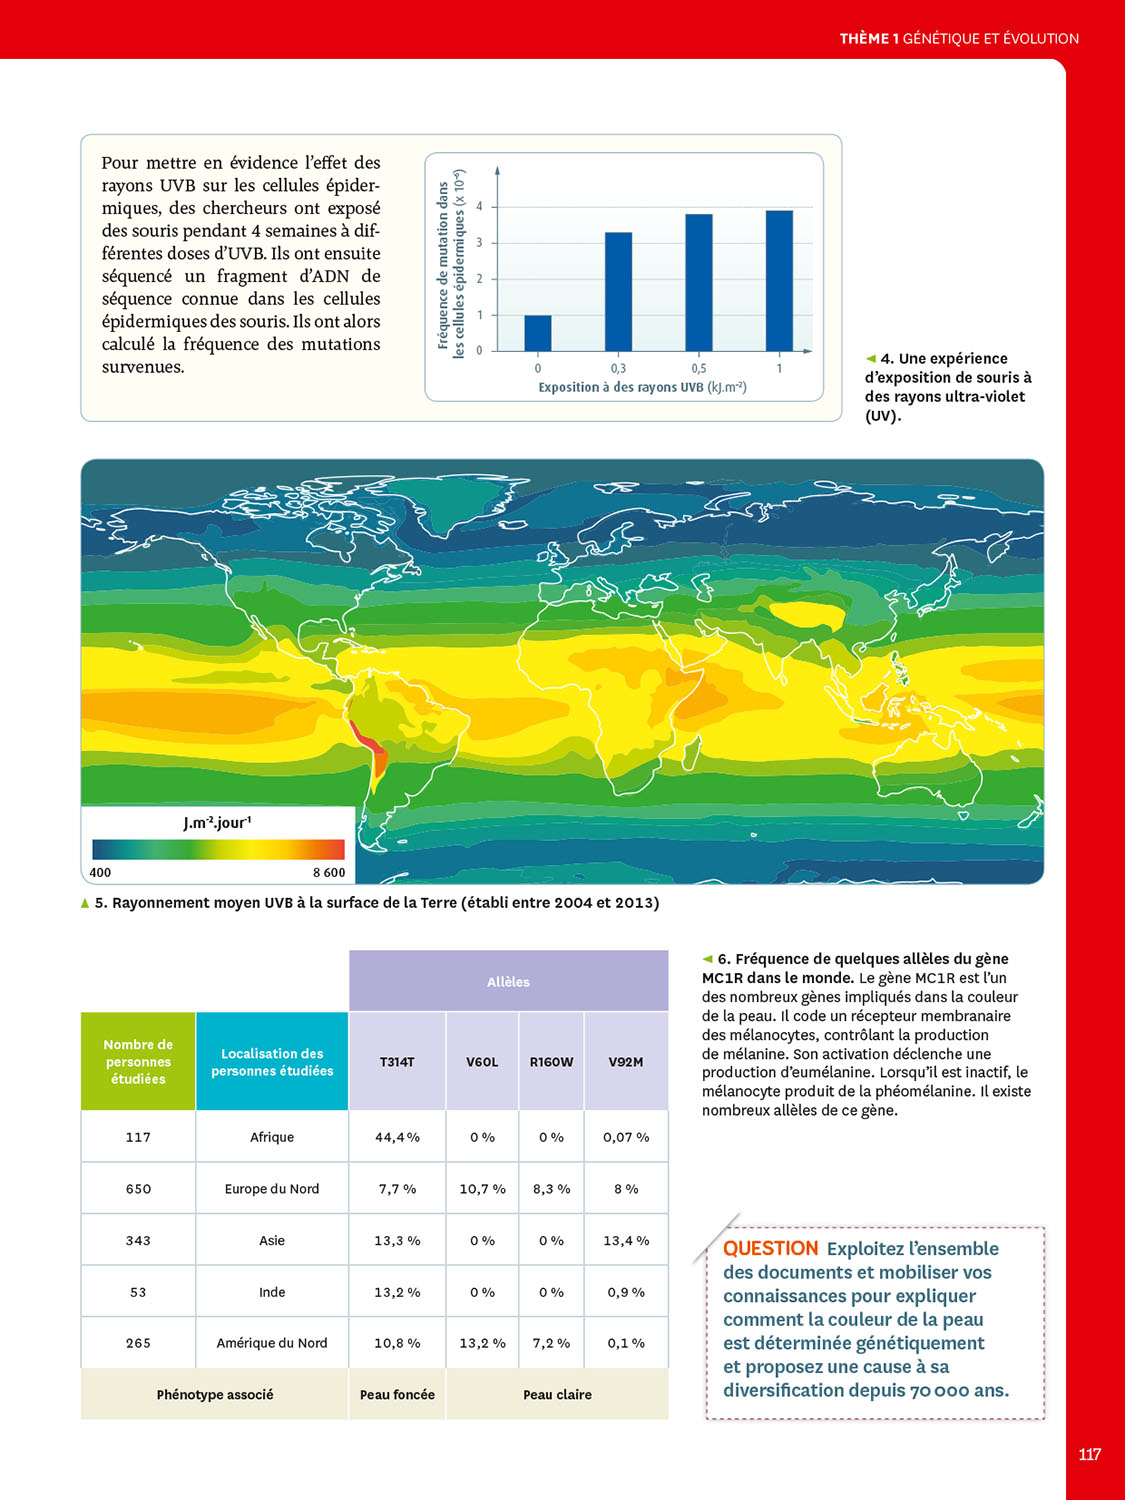 THÈME 1 GÉNÉTIQUE ET ÉVOLUTION
Pour mettre en évidence l’effet des
rayons UVB sur les cellules épider-
miques, des chercheurs ont exposé
des souris pendant 4 semaines à dif-
férentes doses d’UVB. Ils ont ensuite
séquencé un fragment d’ADN de
séquence connue dans les cellules
épidermiques des souris. Ils ont alors
calculé la fréquence des mutations
survenues.
Fréquence de mutation dans
les cellules épidermiques (x 10⁻⁶)
4
3
2
1
0
0 0,3 0,5 1
Exposition à des rayons UVB (kJ.m⁻²)
◄ 4. Une expérience
d’exposition de souris à
des rayons ultra-violet
(UV).
J.m⁻².jour⁻¹
400 8 600
▲ 5. Rayonnement moyen UVB à la surface de la Terre (établi entre 2004 et 2013)
Allèles
Nombre de
personnes
étudiées
Localisation des
personnes étudiées
T314T V60L R160W V92M
117 Afrique 44,4 % 0 % 0 % 0,07 %
650 Europe du Nord 7,7 % 10,7 % 8,3 % 8 %
343 Asie 13,3 % 0 % 0 % 13,4 %
53 Inde 13,2 % 0 % 0 % 0,9 %
265 Amérique du Nord 10,8 % 13,2 % 7,2 % 0,1 %
Phénotype associé Peau foncée Peau claire
◄ 6. Fréquence de quelques allèles du gène
MC1R dans le monde. Le gène MC1R est l’un
des nombreux gènes impliqués dans la couleur
de la peau. Il code un récepteur membranaire
des mélanocytes, contrôlant la production
de mélanine. Son activation déclenche une
production d’eumélanine. Lorsqu’il est inactif, le
mélanocyte produit de la phéomélanine. Il existe
nombreux allèles de ce gène.
QUESTION Exploitez l’ensemble
des documents et mobiliser vos
connaissances pour expliquer
comment la couleur de la peau
est déterminée génétiquement
et proposez une cause à sa
diversification depuis 70 000 ans.
117